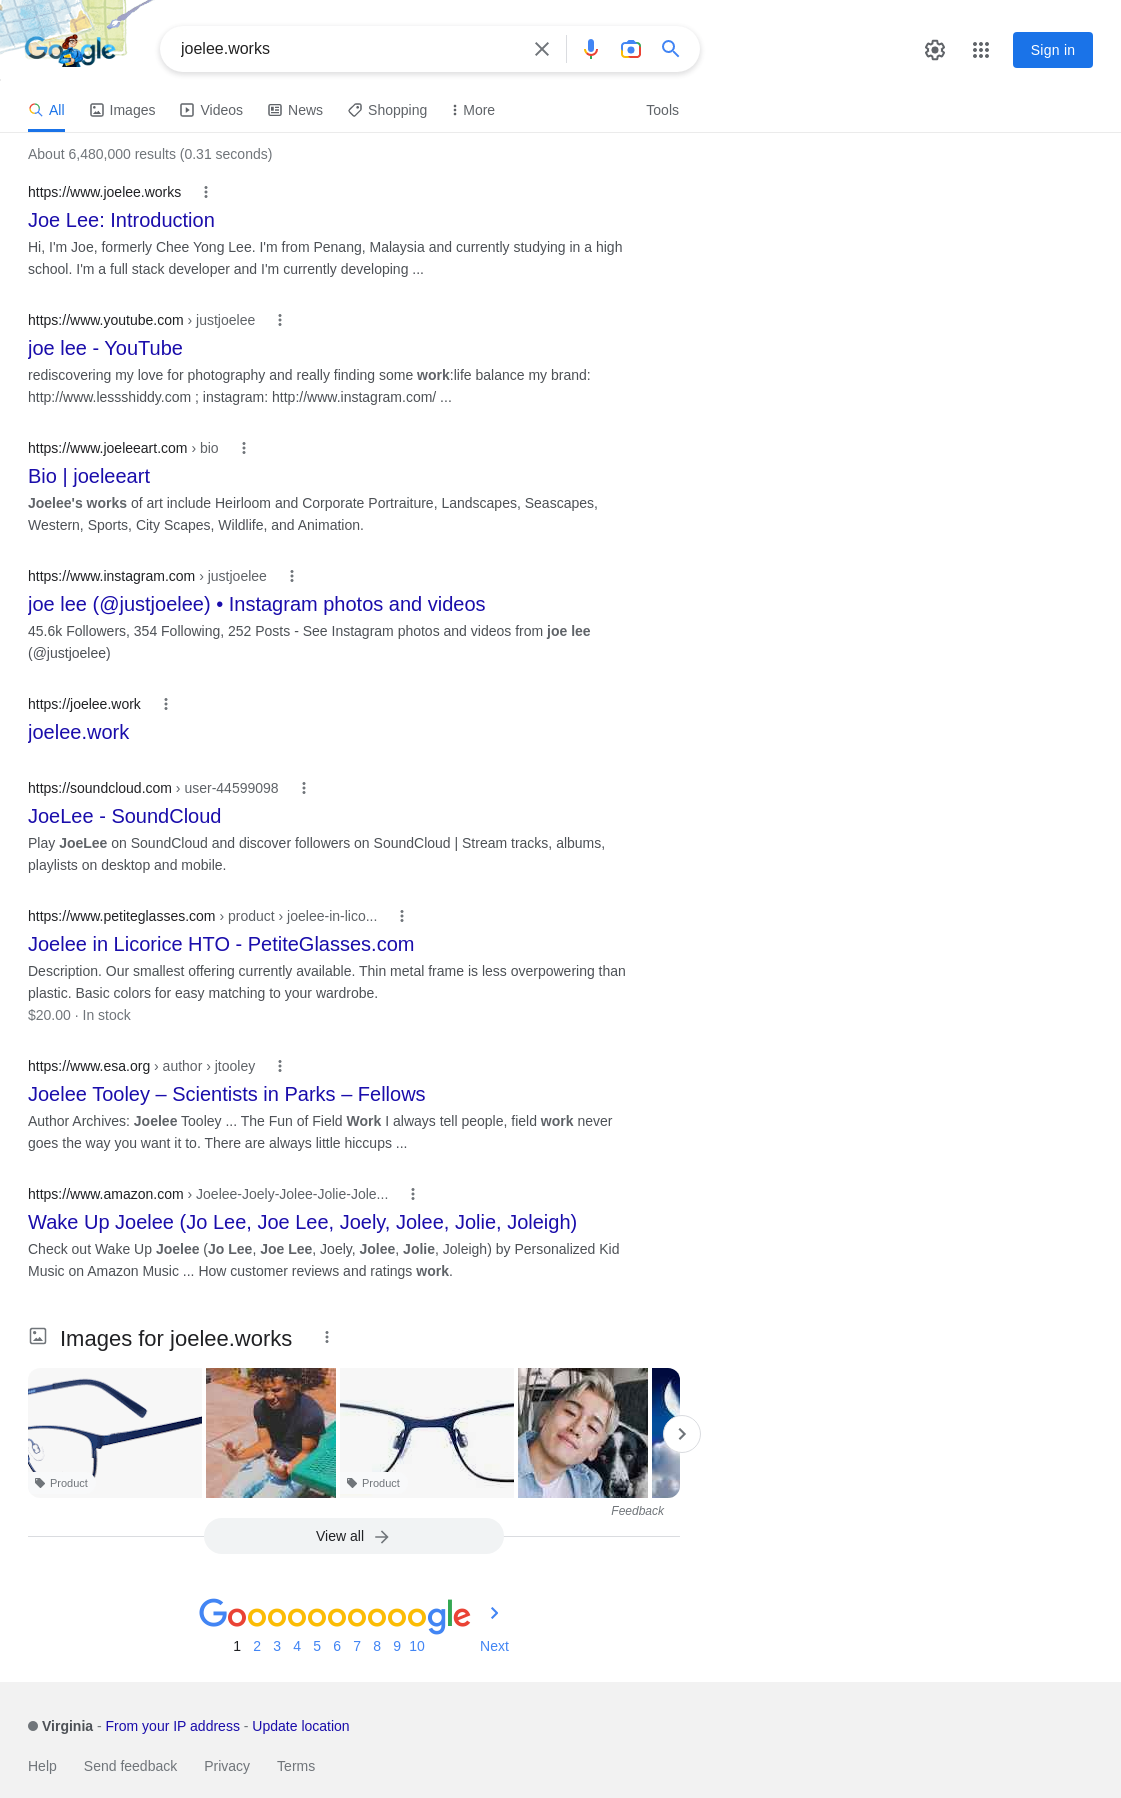 Google
joelee.works
Sign in
All Images Videos News Shopping More Tools
About 6,480,000 results (0.31 seconds)
https://www.joelee.works
Joe Lee: Introduction
Hi, I'm Joe, formerly Chee Yong Lee. I'm from Penang, Malaysia and currently studying in a high
school. I'm a full stack developer and I'm currently developing ...
https://www.youtube.com › justjoelee
joe lee - YouTube
rediscovering my love for photography and really finding some work:life balance my brand:
http://www.lessshiddy.com ; instagram: http://www.instagram.com/ ...
https://www.joeleeart.com › bio
Bio | joeleeart
Joelee's works of art include Heirloom and Corporate Portraiture, Landscapes, Seascapes,
Western, Sports, City Scapes, Wildlife, and Animation.
https://www.instagram.com › justjoelee
joe lee (@justjoelee) • Instagram photos and videos
45.6k Followers, 354 Following, 252 Posts - See Instagram photos and videos from joe lee
(@justjoelee)
https://joelee.work
joelee.work
https://soundcloud.com › user-44599098
JoeLee - SoundCloud
Play JoeLee on SoundCloud and discover followers on SoundCloud | Stream tracks, albums,
playlists on desktop and mobile.
https://www.petiteglasses.com › product › joelee-in-lico...
Joelee in Licorice HTO - PetiteGlasses.com
Description. Our smallest offering currently available. Thin metal frame is less overpowering than
plastic. Basic colors for easy matching to your wardrobe.
$20.00 · In stock
https://www.esa.org › author › jtooley
Joelee Tooley – Scientists in Parks – Fellows
Author Archives: Joelee Tooley ... The Fun of Field Work I always tell people, field work never
goes the way you want it to. There are always little hiccups ...
https://www.amazon.com › Joelee-Joely-Jolee-Jolie-Jole...
Wake Up Joelee (Jo Lee, Joe Lee, Joely, Jolee, Jolie, Joleigh)
Check out Wake Up Joelee (Jo Lee, Joe Lee, Joely, Jolee, Jolie, Joleigh) by Personalized Kid
Music on Amazon Music ... How customer reviews and ratings work.
Images for joelee.works
Product Product
Feedback
View all
Goooooooooogle
1 2 3 4 5 6 7 8 9 10 Next
Virginia - From your IP address - Update location
Help Send feedback Privacy Terms